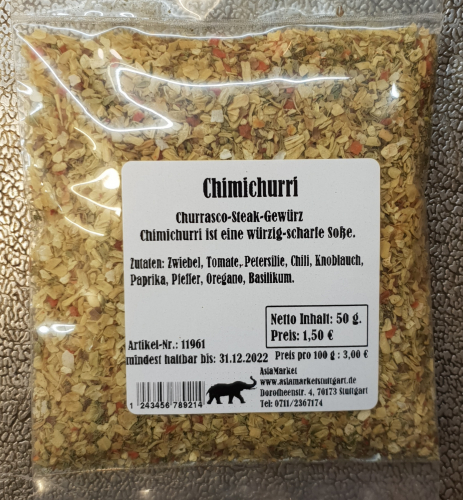 Chimichurri
Churrasco-Steak-Gewürz
Chimichurri ist eine würzig-scharfe Soße.
Zutaten: Zwiebel, Tomate, Petersilie, Chili, Knoblauch,
Paprika, Pfeffer, Oregano, Basilikum.
Netto Inhalt: 50 g.
Preis: 1,50 €
Artikel-Nr.: 11961
mindest haltbar bis: 31.12.2022 Preis pro 100 g : 3,00 €
AsiaMarket
www.asiamarketstuttgart.de
Dorotheenstr. 4, 70173 Stuttgart
Tel: 0711/2367174
1 243456 789214